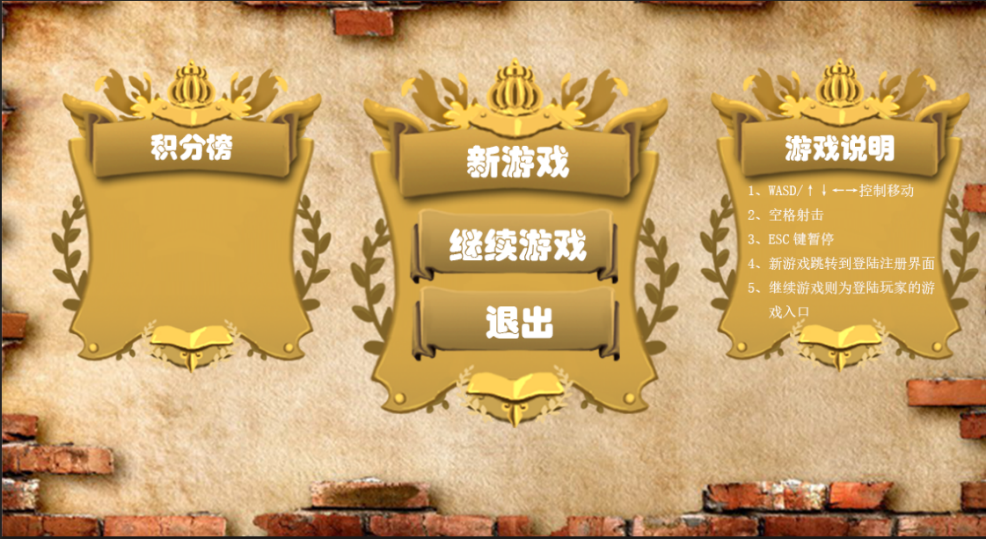 积分榜
新游戏
继续游戏
退出
游戏说明
1、WASD/↑↓←→控制移动
2、空格射击
3、ESC键暂停
4、新游戏跳转到登陆注册界面
5、继续游戏则为登陆玩家的游
戏入口